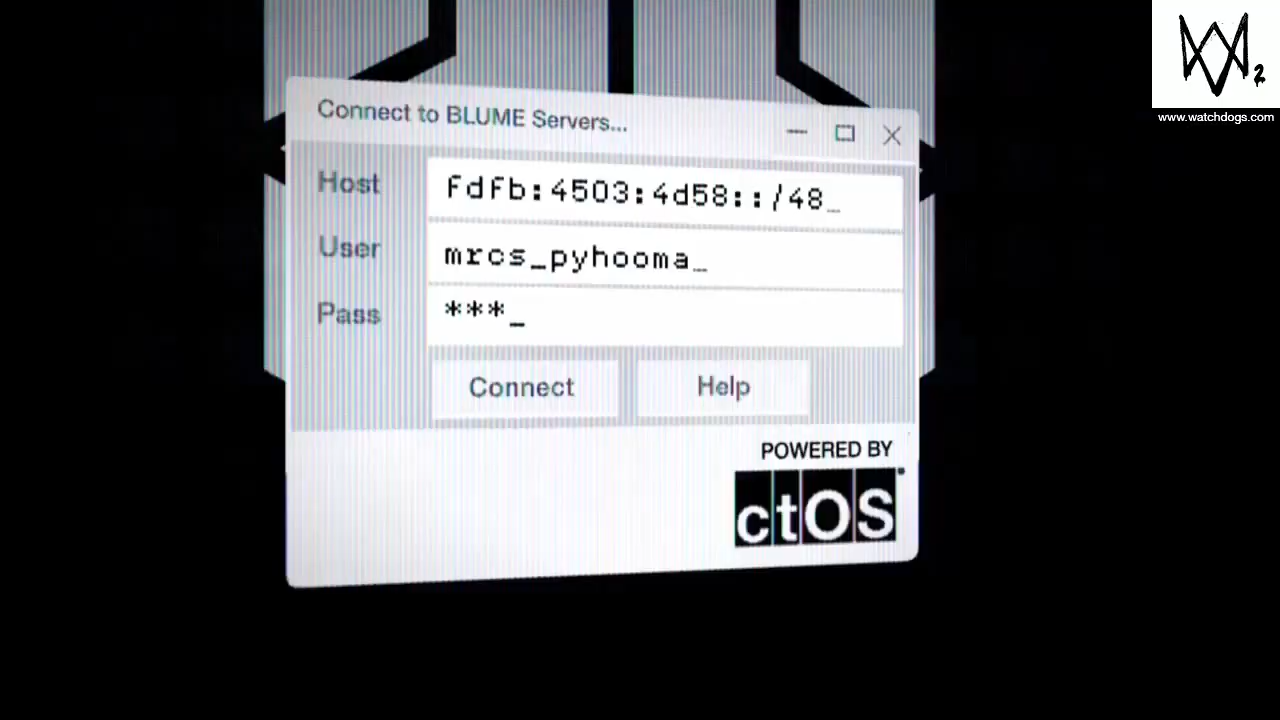 W 2
www.watchdogs.com
Connect to BLUME Servers...
Host fdfb:4503:4d58::/48_
User mrcs_pyhooma_
Pass ***_
Connect Help
POWERED BY
ctOS